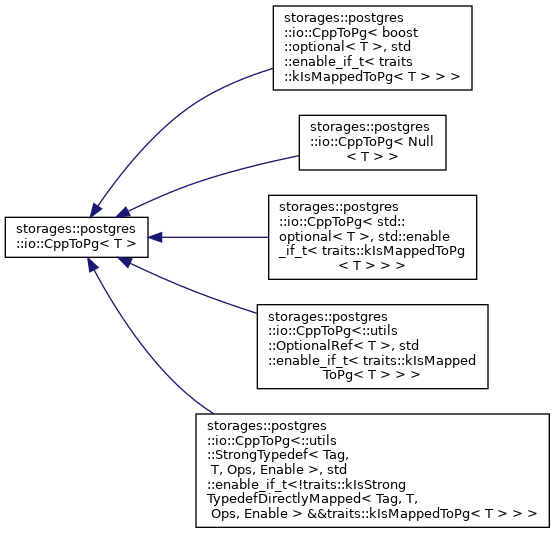 storages::postgres
::io::CppToPg< boost
::optional< T >, std
::enable_if_t< traits
::kIsMappedToPg< T > > >
storages::postgres
::io::CppToPg< Null
< T > >
storages::postgres
::io::CppToPg< T >
storages::postgres
::io::CppToPg< std::
optional< T >, std::enable
_if_t< traits::kIsMappedToPg
< T > > >
storages::postgres
::io::CppToPg<::utils
::OptionalRef< T >, std
::enable_if_t< traits::kIsMapped
ToPg< T > > >
storages::postgres
::io::CppToPg<::utils
::StrongTypedef< Tag,
T, Ops, Enable >, std
::enable_if_t<!traits::kIsStrong
TypedefDirectlyMapped< Tag, T,
Ops, Enable > &&traits::kIsMappedToPg< T > > >